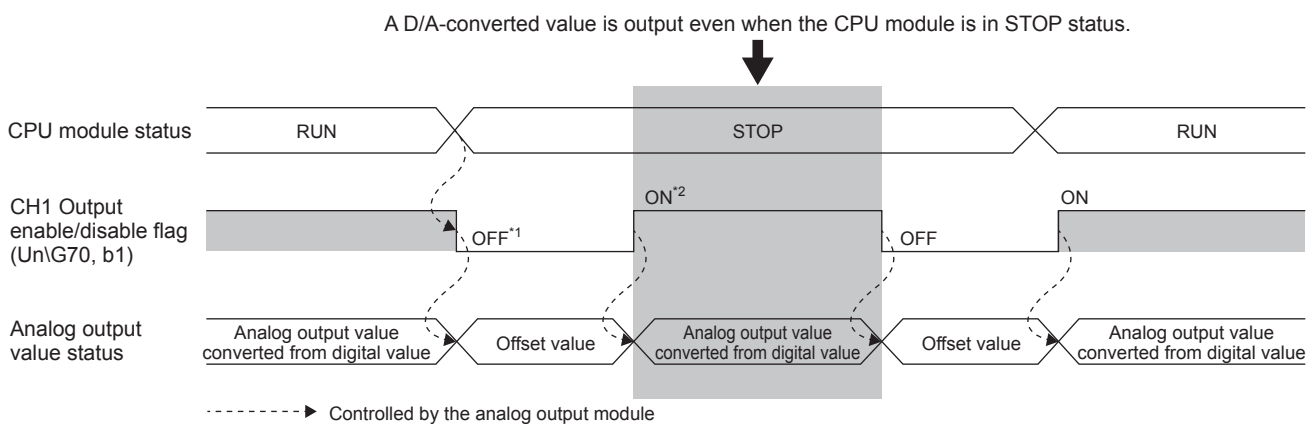 A D/A-converted value is output even when the CPU module is in STOP status.
CPU module status
RUN
STOP
RUN
CH1 Output
enable/disable flag
(Un\G70, b1)
OFF*1
ON*2
OFF
ON
Analog output
value status
Analog output value
converted from digital value
Offset value
Analog output value
converted from digital value
Offset value
Analog output value
converted from digital value
Controlled by the analog output module